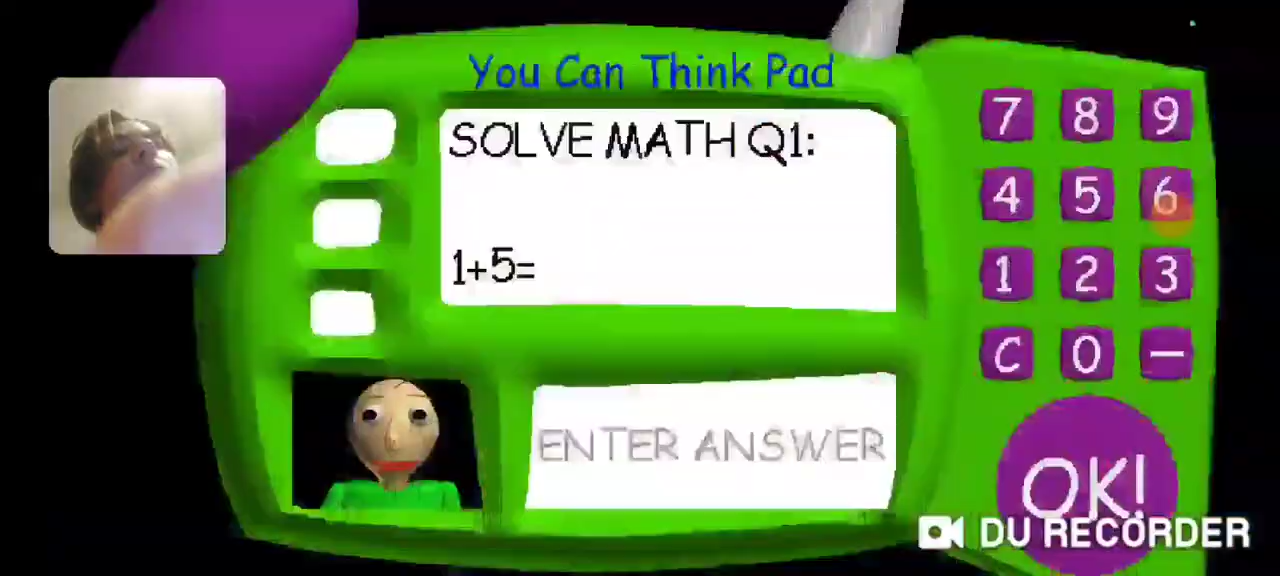 You Can Think Pad
SOLVE MATH Q1:
1+5=
7 8 9
4 5 6
1 2 3
C 0 —
ENTER ANSWER
OK!
DU RECORDER